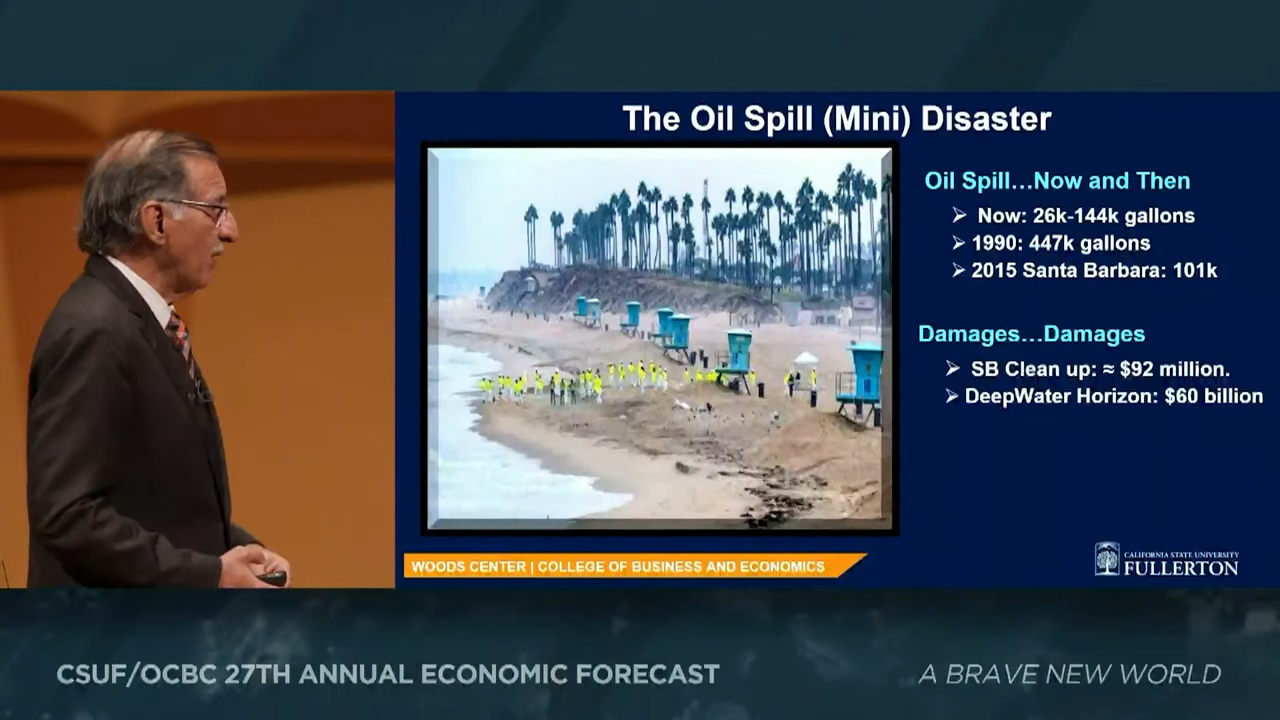 The Oil Spill (Mini) Disaster
Oil Spill…Now and Then
Now: 26k-144k gallons
1990: 447k gallons
2015 Santa Barbara: 101k
Damages…Damages
SB Clean up: ≈ $92 million.
DeepWater Horizon: $60 billion
WOODS CENTER | COLLEGE OF BUSINESS AND ECONOMICS
CALIFORNIA STATE UNIVERSITY
FULLERTON
CSUF/OCBC 27TH ANNUAL ECONOMIC FORECAST
A BRAVE NEW WORLD